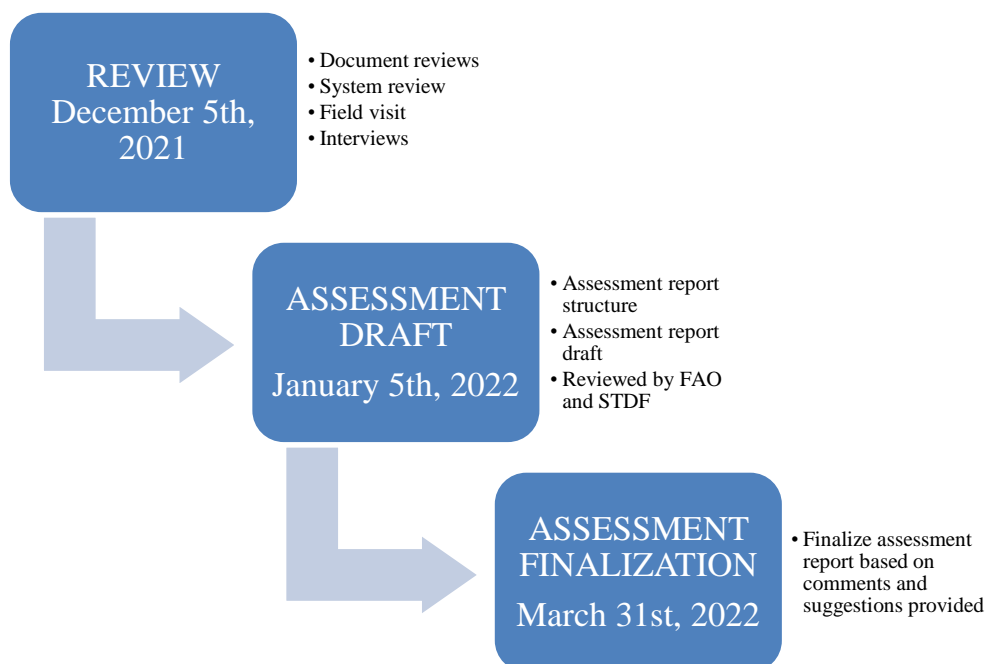 REVIEW
December 5th,
2021
• Document reviews
• System review
• Field visit
• Interviews
ASSESSMENT
DRAFT
January 5th, 2022
• Assessment report
structure
• Assessment report
draft
• Reviewed by FAO
and STDF
ASSESSMENT
FINALIZATION
March 31st, 2022
• Finalize assessment
report based on
comments and
suggestions provided